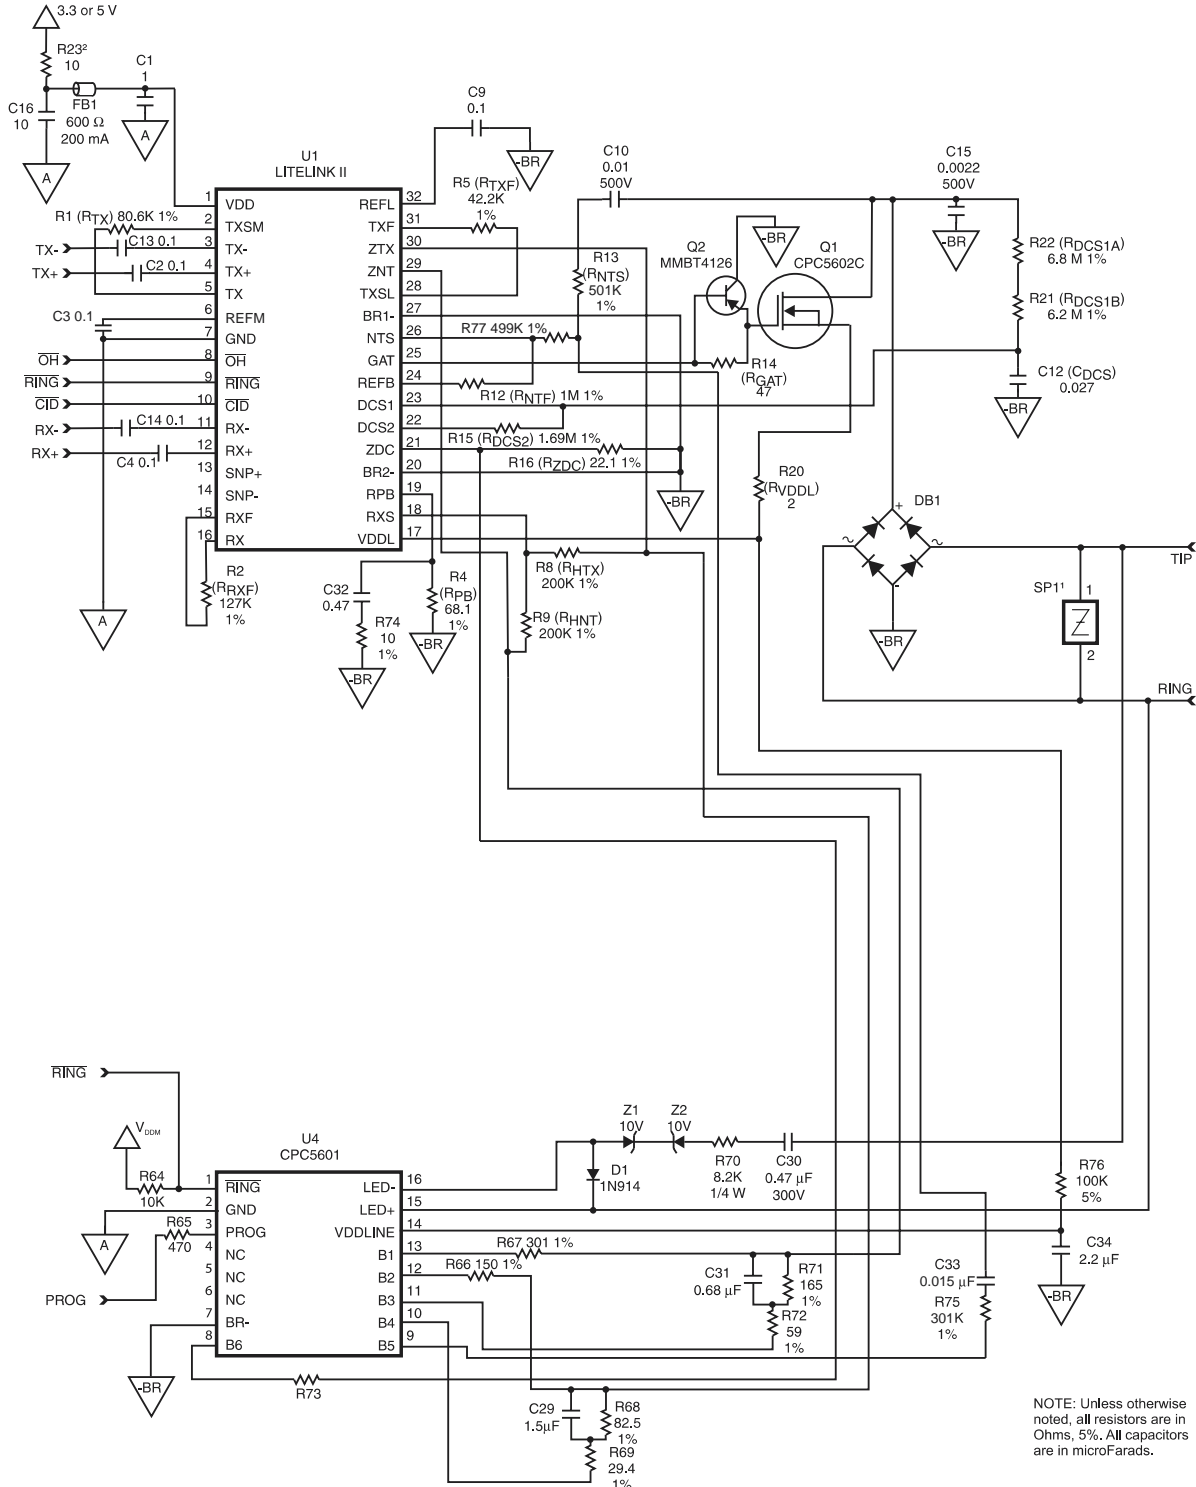 3.3 or 5 V
R23²
10
C1
1
C16
10
FB1
600 Ω
200 mA
A
A
C9
0.1
-BR
U1
LITELINK II
R1 (RTX) 80.6K 1%
TX-
C13 0.1
TX+
C2 0.1
C3 0.1
OH
RING
CID
RX-
C14 0.1
RX+
C4 0.1
1 VDD
2 TXSM
3 TX-
4 TX+
5 TX
6 REFM
7 GND
8 OH
9 RING
10 CID
11 RX-
12 RX+
13 SNP+
14 SNP-
15 RXF
16 RX
REFL 32
TXF 31
ZTX 30
ZNT 29
TXSL 28
BR1- 27
NTS 26
GAT 25
REFB 24
DCS1 23
DCS2 22
ZDC 21
BR2- 20
RPB 19
RXS 18
VDDL 17
R5 (RTXF)
42.2K
1%
C10
0.01
500V
R13
(RNTS)
501K
1%
R77 499K 1%
R12 (RNTF) 1M 1%
R15 (RDCS2) 1.69M 1%
R16 (RZDC) 22.1 1%
-BR
Q2
MMBT4126
-BR
Q1
CPC5602C
R14
(RGAT)
47
C15
0.0022
500V
-BR
R22 (RDCS1A)
6.8 M 1%
R21 (RDCS1B)
6.2 M 1%
C12 (CDCS)
0.027
-BR
R20
(RVDDL)
2
DB1
+
~
~
-
-BR
TIP
SP1¹
1
2
RING
A
R2
(RRXF)
127K
1%
C32
0.47
R74
10
1%
-BR
R4
(RPB)
68.1
1%
-BR
R8 (RHTX)
200K 1%
R9 (RHNT)
200K 1%
RING
VDDM
R64
10K
R65
470
A
PROG
-BR
U4
CPC5601
1 RING
2 GND
3 PROG
4 NC
5 NC
6 NC
7 BR-
8 B6
LED- 16
LED+ 15
VDDLINE 14
B1 13
B2 12
B3 11
B4 10
B5 9
Z1
10V
Z2
10V
D1
1N914
R70
8.2K
1/4 W
C30
0.47 µF
300V
R76
100K
5%
C34
2.2 µF
-BR
R67 301 1%
R66 150 1%
C31
0.68 µF
R71
165
1%
R72
59
1%
C33
0.015 µF
R75
301K
1%
R73
C29
1.5µF
R68
82.5
1%
R69
29.4
1%
NOTE: Unless otherwise
noted, all resistors are in
Ohms, 5%. All capacitors
are in microFarads.